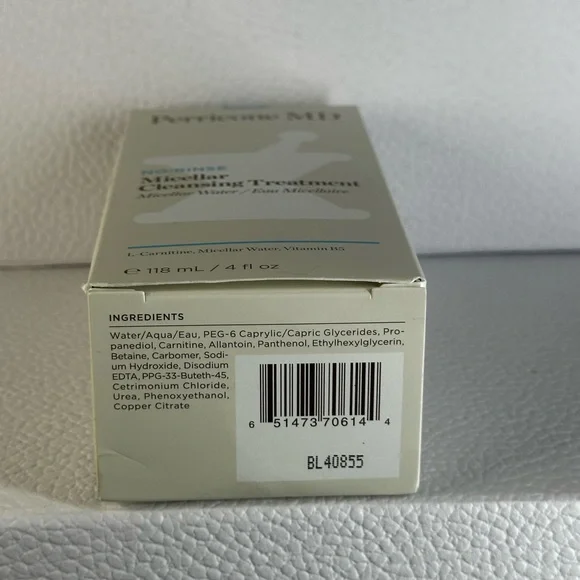 Perricone MD
NO:RINSE
Micellar
Cleansing Treatment
Micellar Water / Eau Micellaire
L-Carnitine, Micellar Water, Vitamin B5
e 118 mL / 4 fl oz
INGREDIENTS
Water/Aqua/Eau, PEG-6 Caprylic/Capric Glycerides, Pro-
panediol, Carnitine, Allantoin, Panthenol, Ethylhexylglycerin,
Betaine, Carbomer, Sodi-
um Hydroxide, Disodium
EDTA, PPG-33-Buteth-45,
Cetrimonium Chloride,
Urea, Phenoxyethanol,
Copper Citrate
6 51473 70614 4
BL40855